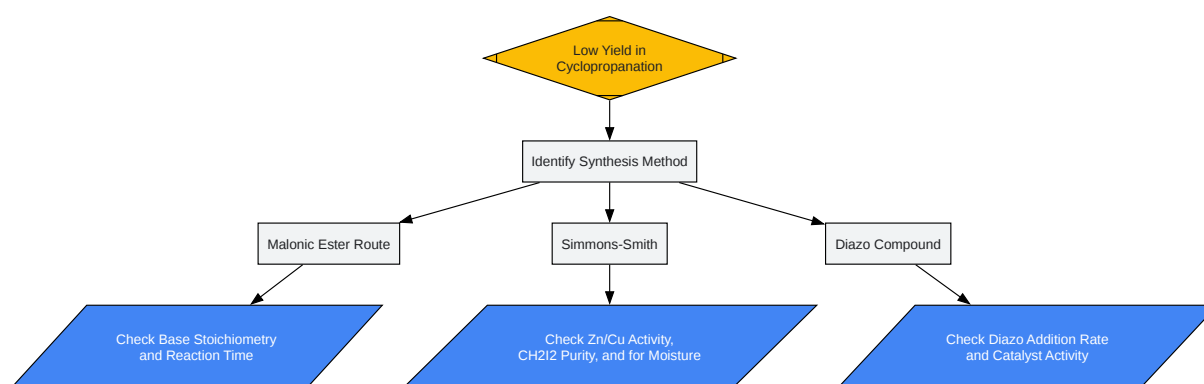 Low Yield in
Cyclopropanation
Identify Synthesis Method
Malonic Ester Route
Simmons-Smith
Diazo Compound
Check Base Stoichiometry
and Reaction Time
Check Zn/Cu Activity,
CH2I2 Purity, and for Moisture
Check Diazo Addition Rate
and Catalyst Activity